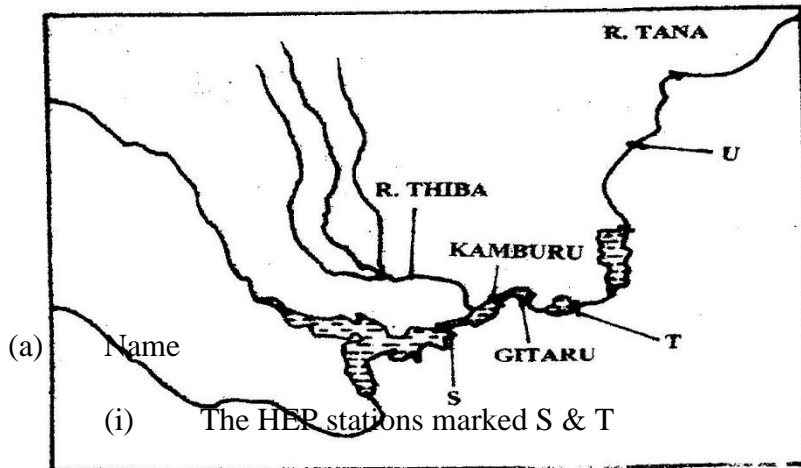 R. TANA
U
R. THIBA
KAMBURU
(a) Name
GITARU
T
S
(i) The HEP stations marked S & T